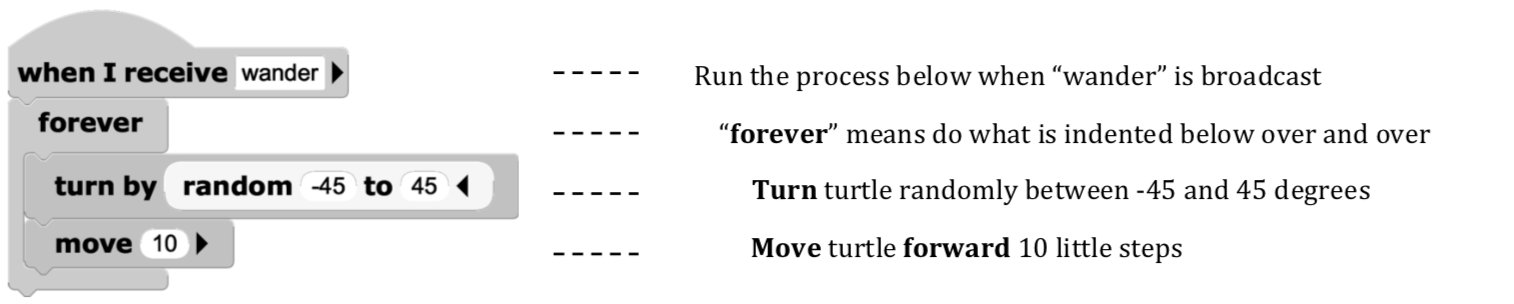 when I receive wander ----- Run the process below when “wander” is broadcast
forever ----- “forever” means do what is indented below over and over
turn by random -45 to 45 ----- Turn turtle randomly between -45 and 45 degrees
move 10 ----- Move turtle forward 10 little steps